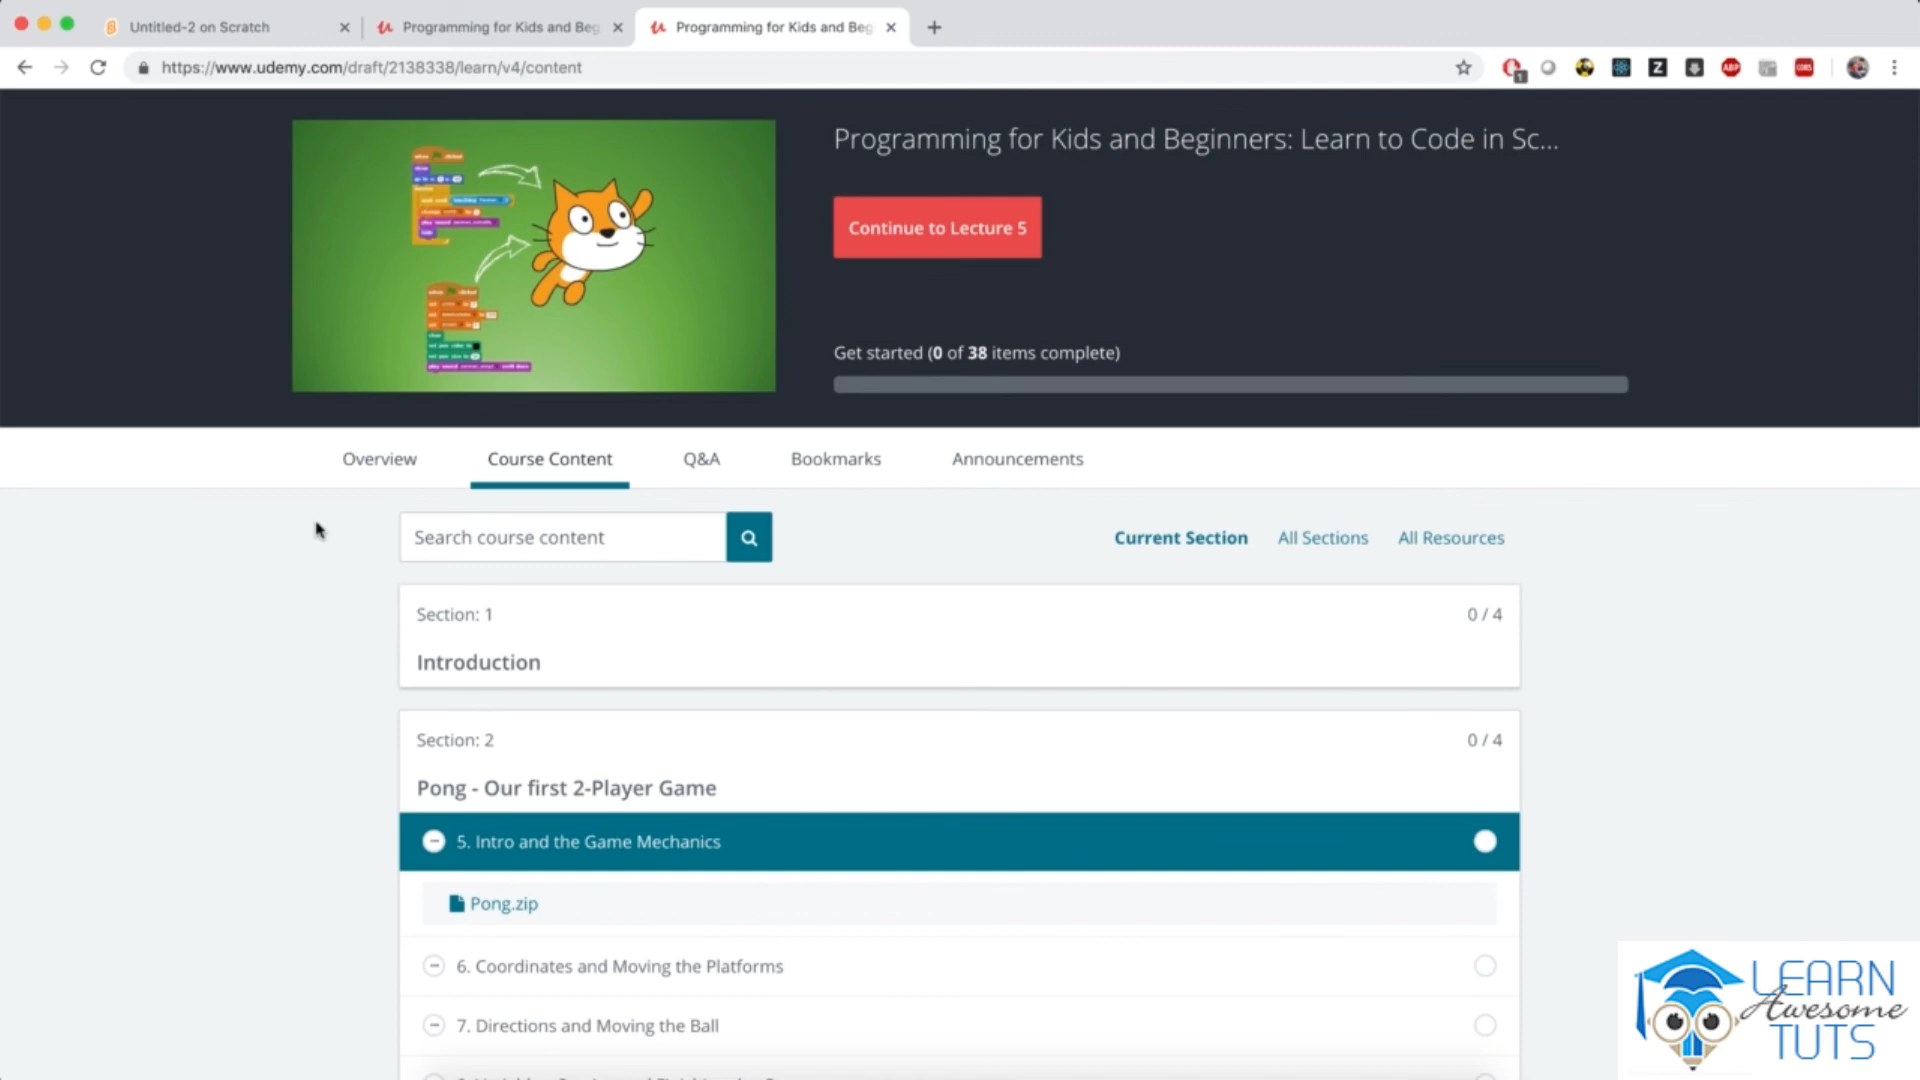 Untitled-2 on Scratch
Programming for Kids and Beg
Programming for Kids and Beg
https://www.udemy.com/draft/2138338/learn/v4/content
1
Z
ABP
CORS
Programming for Kids and Beginners: Learn to Code in Sc...
Continue to Lecture 5
Get started (0 of 38 items complete)
Overview
Course Content
Q&A
Bookmarks
Announcements
Search course content
Current Section
All Sections
All Resources
Section: 1
0 / 4
Introduction
Section: 2
0 / 4
Pong - Our first 2-Player Game
5. Intro and the Game Mechanics
Pong.zip
6. Coordinates and Moving the Platforms
7. Directions and Moving the Ball
LEARN
Awesome
TUTS